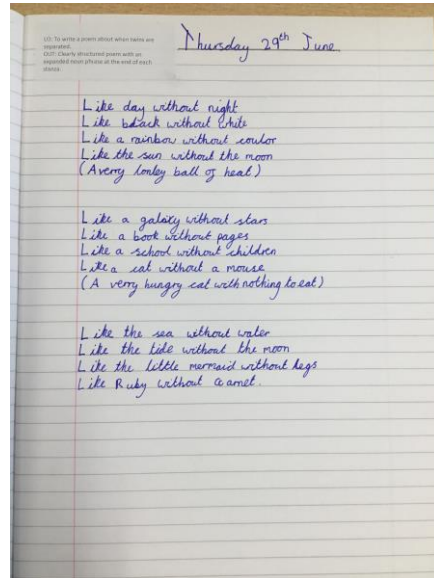 LO: To write a poem about when twins are
separated.
OUT: Clearly structured poem with an
expanded noun phrase at the end of each
stanza.
Thursday 29th June
Like day without night
Like black without white
Like a rainbow without coulor
Like the sun without the moon
(A verry lonley ball of heat)
Like a galaxy without stars
Like a book without pages
Like a school without children
Like a cat without a mouse
(A verry hungry cat with nothing to eat)
Like the sea without water
Like the tide without the moon
Like the little mermaid without legs
Like Ruby without Garnet.